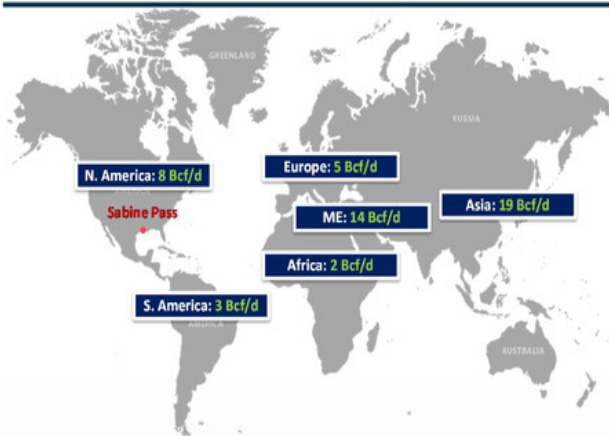 GREENLAND
RUSSIA
Europe: 5 Bcf/d
N. America: 8 Bcf/d
Asia: 19 Bcf/d
Sabine Pass
ME: 14 Bcf/d
Africa: 2 Bcf/d
S. America: 3 Bcf/d
AMERICA
AUSTRALIA